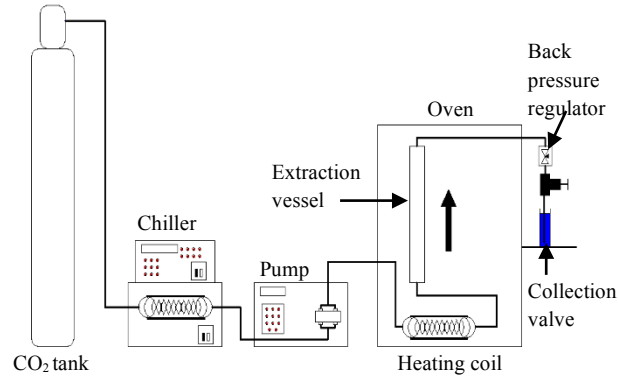 Back
pressure
regulator
Oven
Extraction
vessel
Chiller
Pump
Collection
valve
CO₂ tank
Heating coil